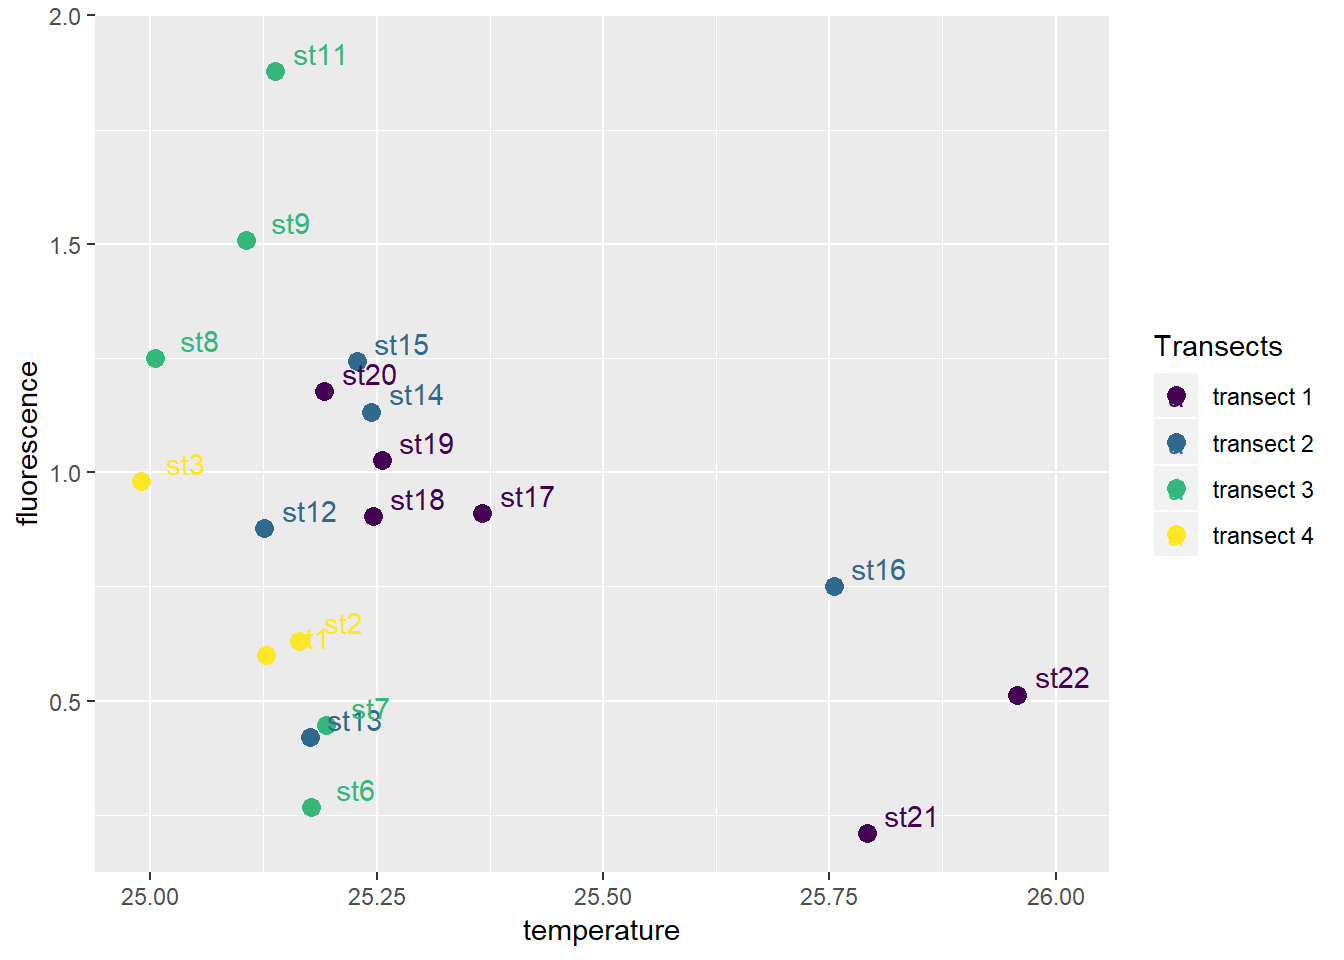 2.0
st11
st9
1.5
st8
st15
st20
st14
st19
1.0
st3
st18
st17
st12
st16
st2
t1
st22
0.5
st7
st13
st6
st21
25.00 25.25 25.50 25.75 26.00
temperature
fluorescence
Transects
transect 1
transect 2
transect 3
transect 4